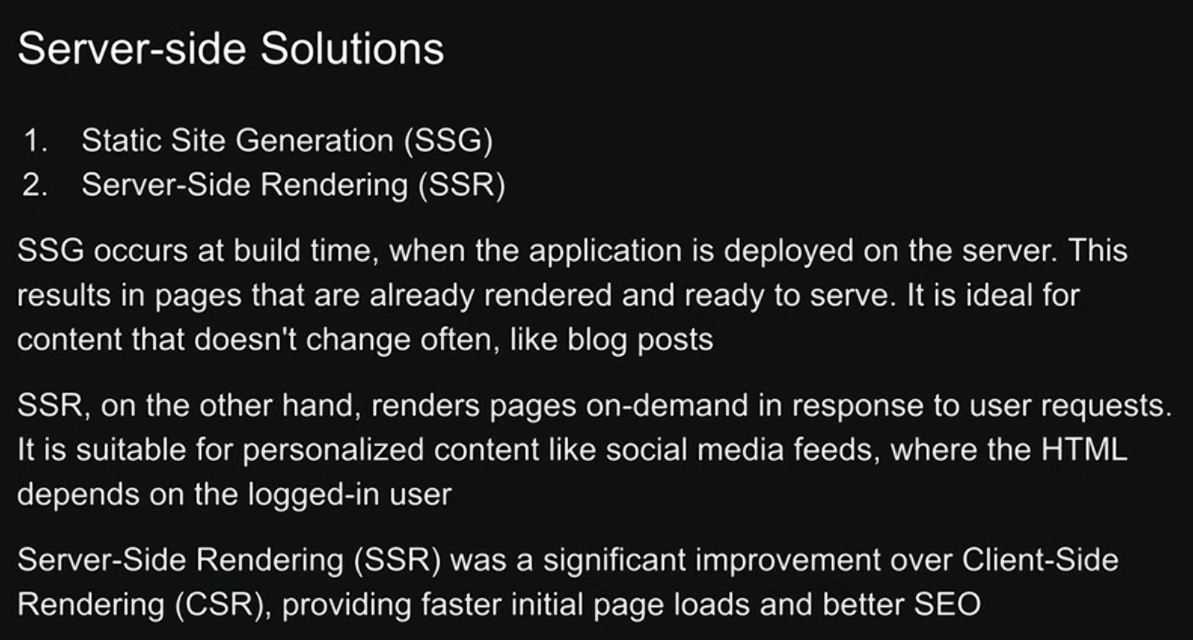 Server-side Solutions
1. Static Site Generation (SSG)
2. Server-Side Rendering (SSR)
SSG occurs at build time, when the application is deployed on the server. This
results in pages that are already rendered and ready to serve. It is ideal for
content that doesn't change often, like blog posts
SSR, on the other hand, renders pages on-demand in response to user requests.
It is suitable for personalized content like social media feeds, where the HTML
depends on the logged-in user
Server-Side Rendering (SSR) was a significant improvement over Client-Side
Rendering (CSR), providing faster initial page loads and better SEO